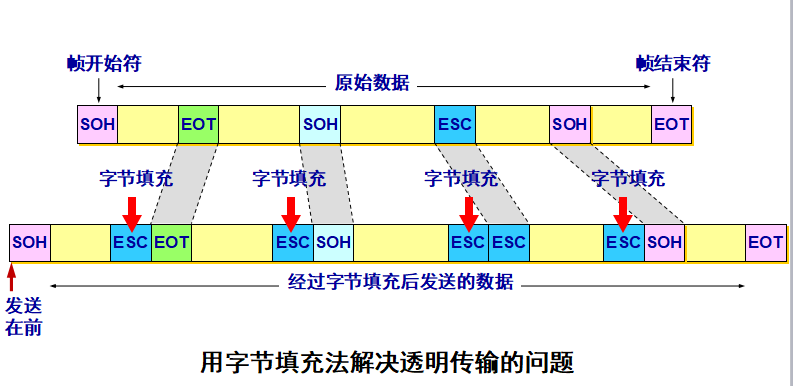 帧开始符
原始数据
帧结束符
SOH EOT SOH ESC SOH EOT
字节填充 字节填充 字节填充 字节填充
SOH ESC EOT ESC SOH ESC ESC ESC SOH EOT
经过字节填充后发送的数据
发送
在前
用字节填充法解决透明传输的问题